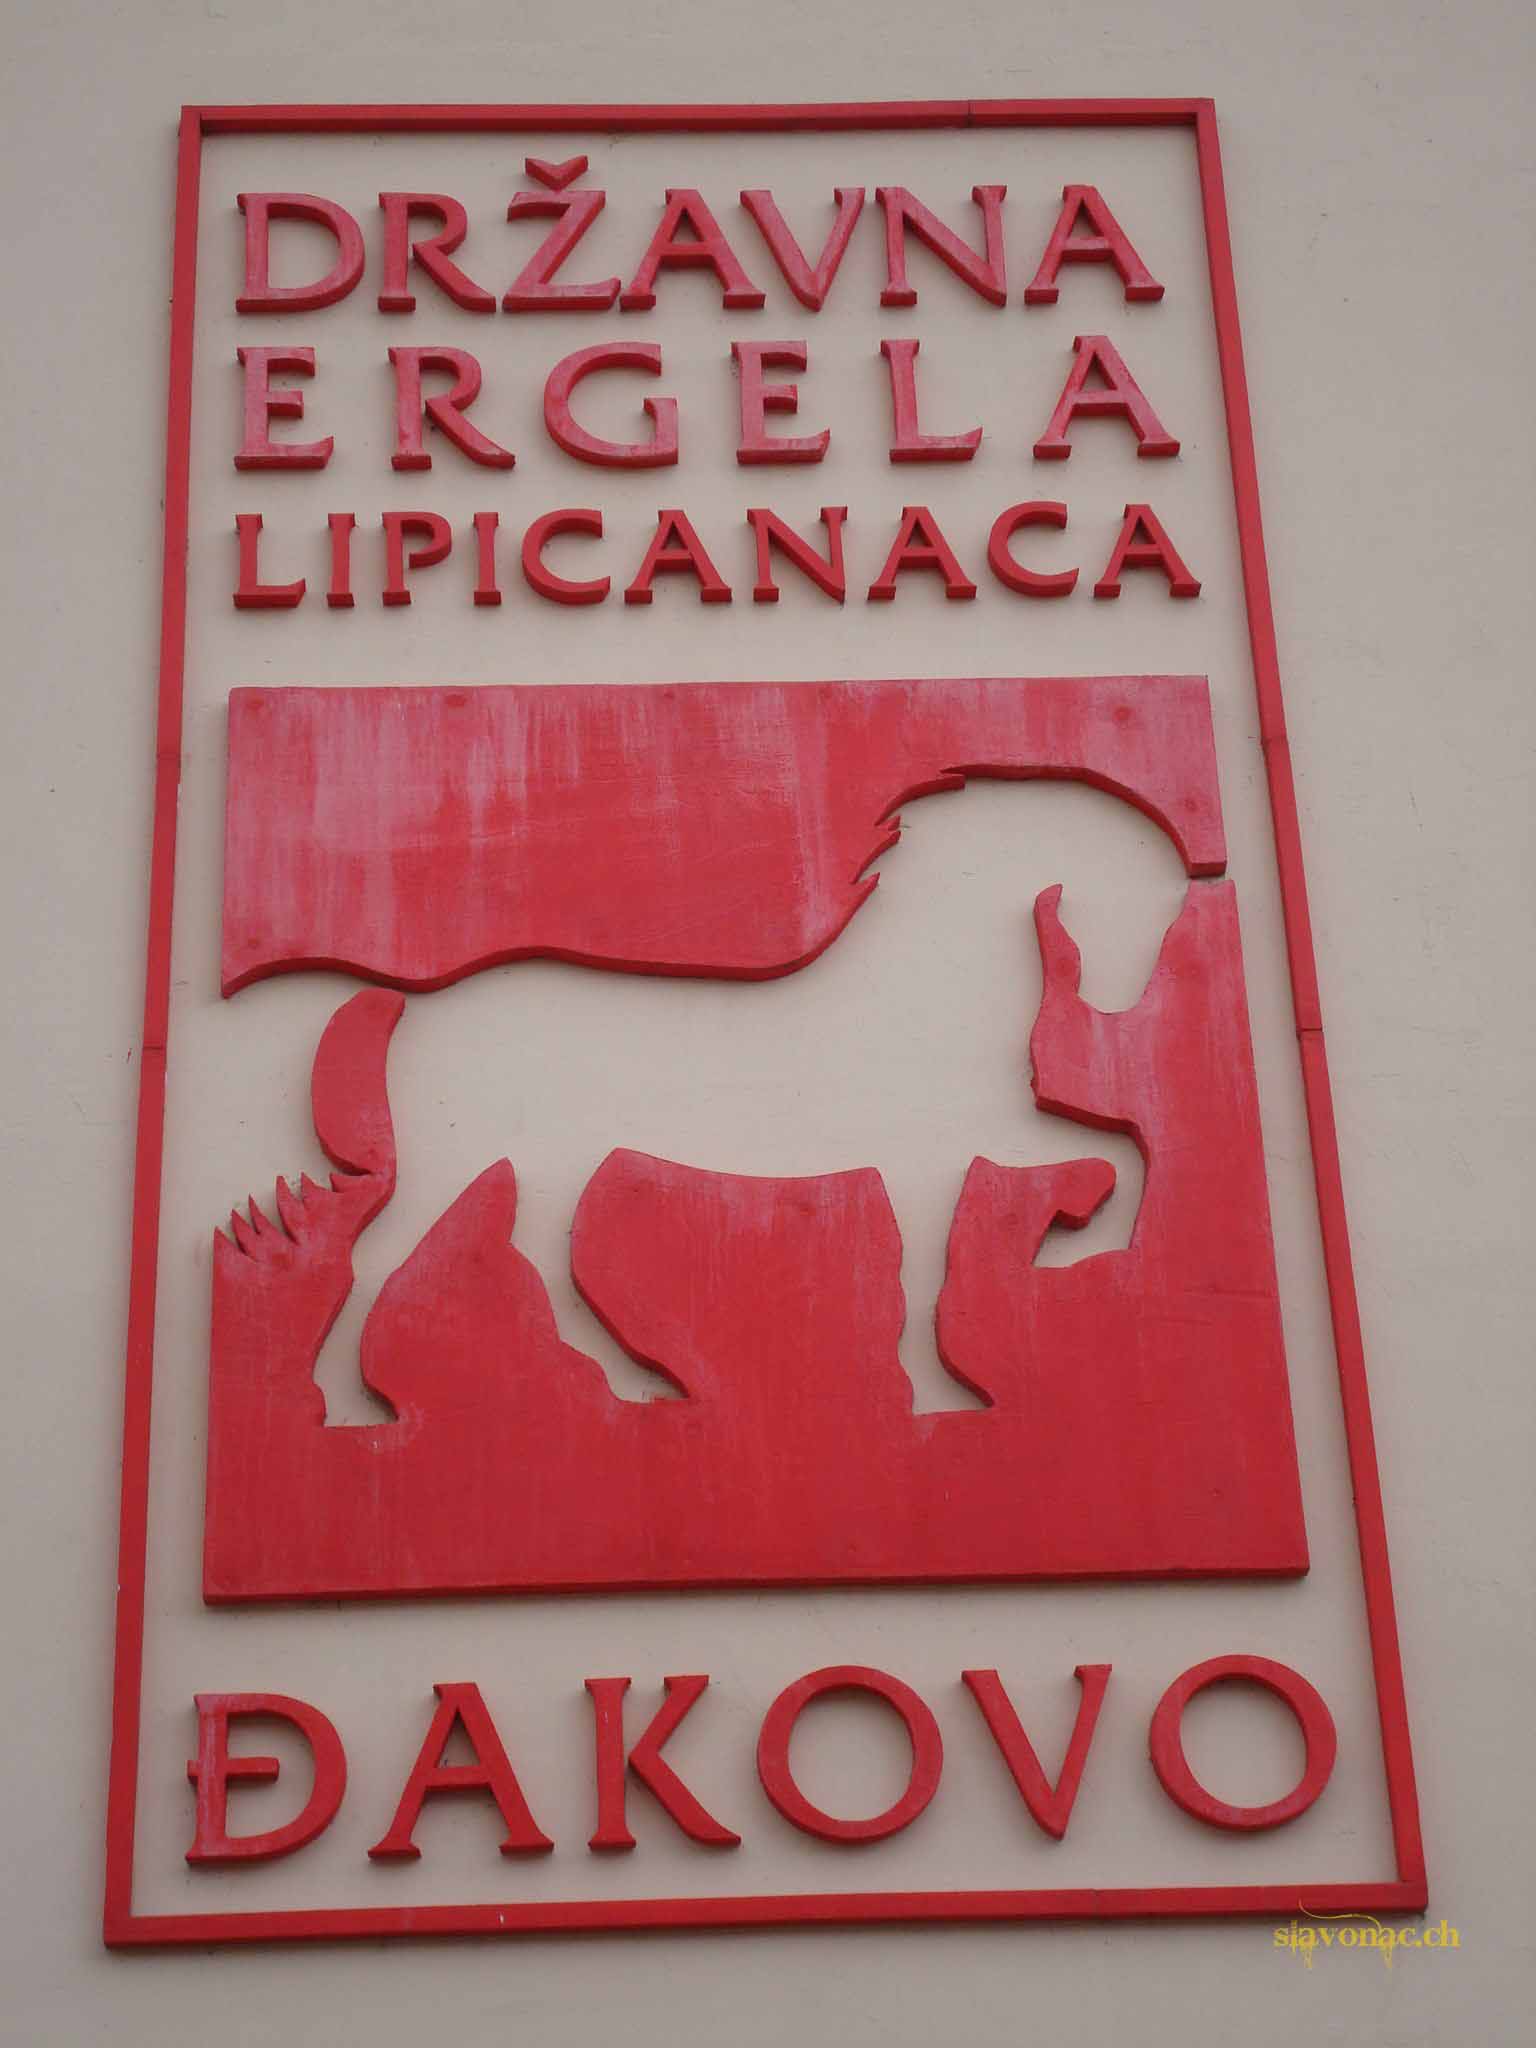 DRŽAVNA
ERGELA
LIPICANACA
ĐAKOVO
slavonac.ch